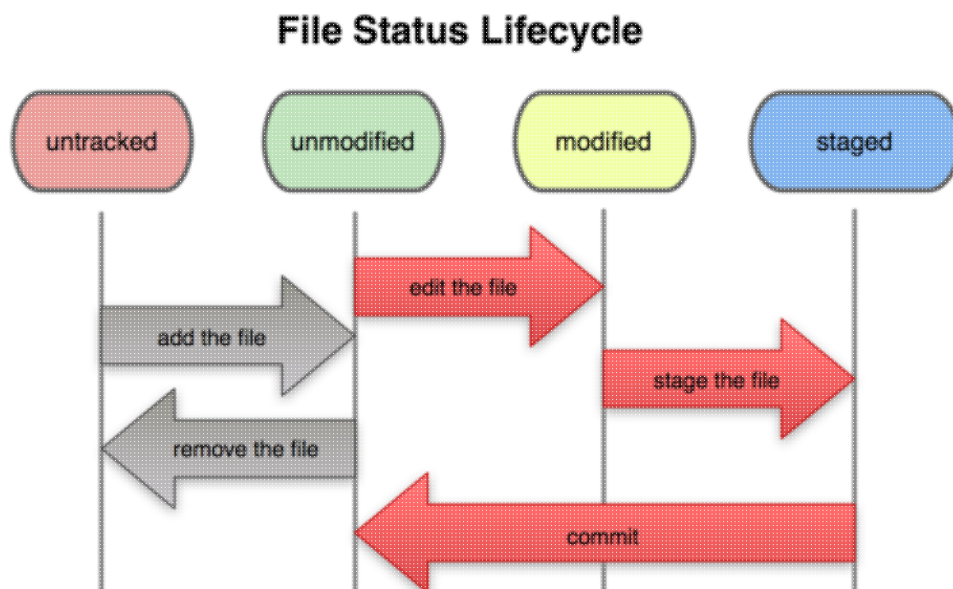 File Status Lifecycle
untracked
unmodified
modified
staged
edit the file
add the file
stage the file
remove the file
commit